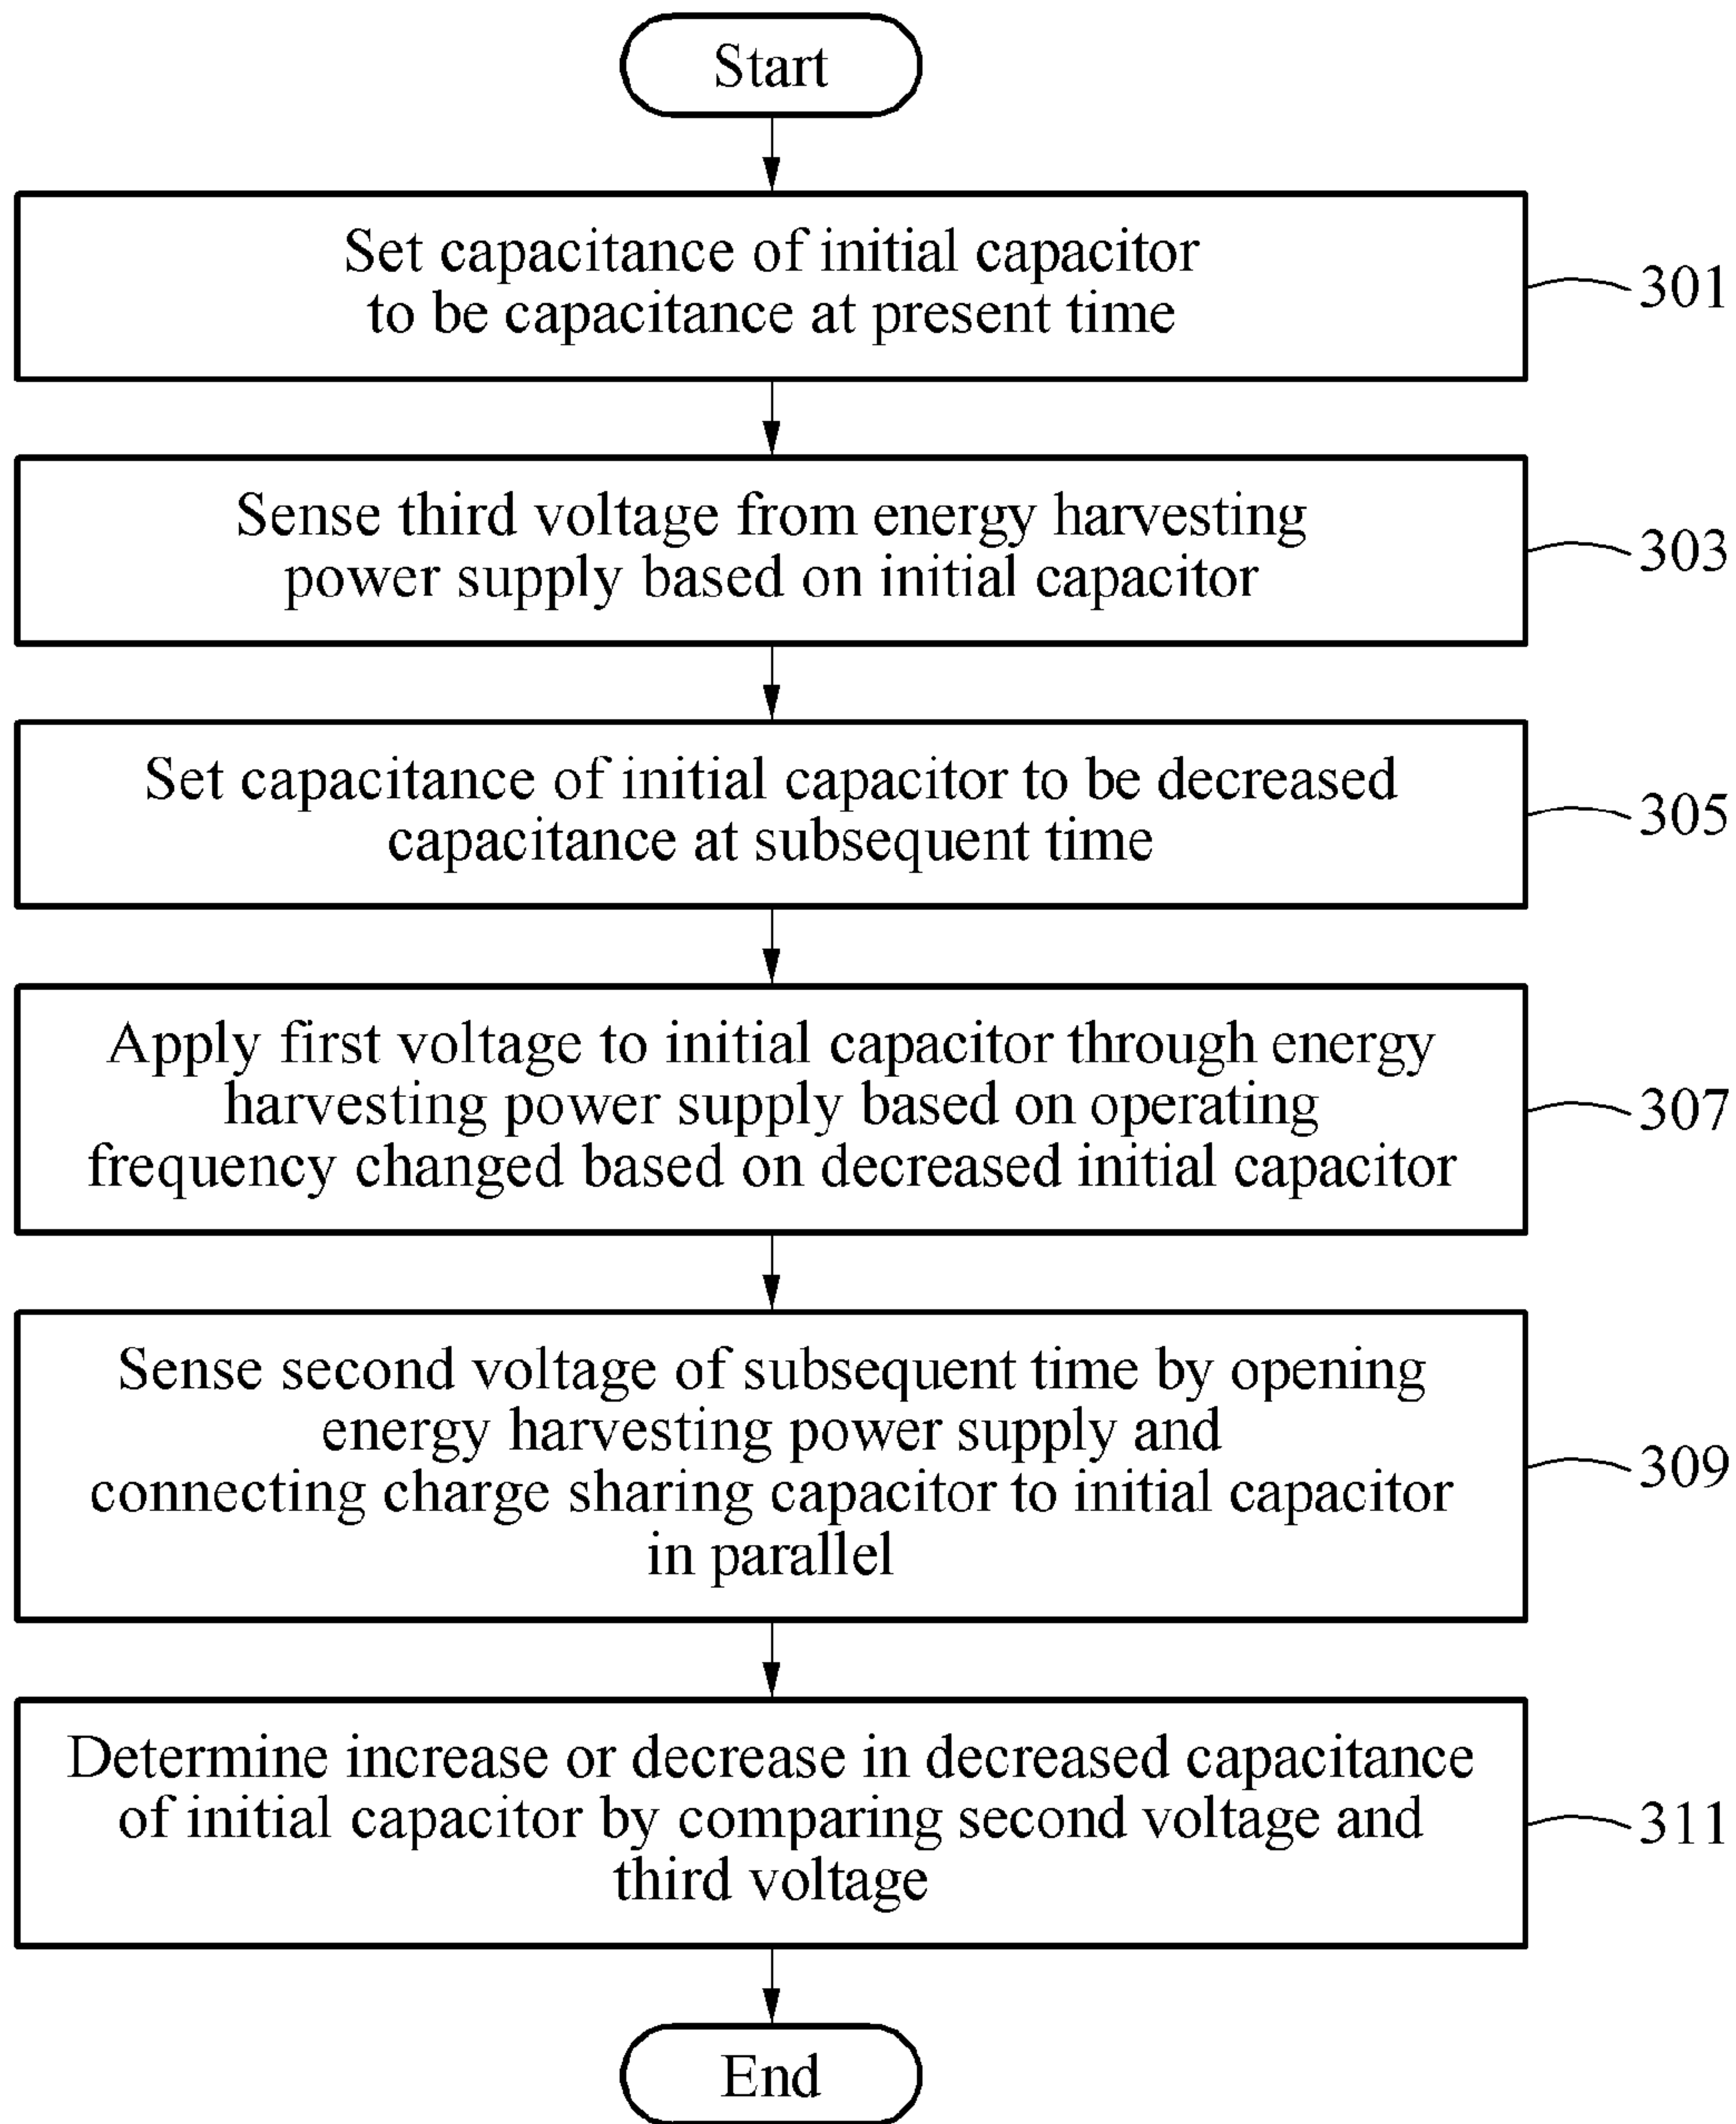 Start
Set capacitance of initial capacitor
to be capacitance at present time
301
Sense third voltage from energy harvesting
power supply based on initial capacitor
303
Set capacitance of initial capacitor to be decreased
capacitance at subsequent time
305
Apply first voltage to initial capacitor through energy
harvesting power supply based on operating
frequency changed based on decreased initial capacitor
307
Sense second voltage of subsequent time by opening
energy harvesting power supply and
connecting charge sharing capacitor to initial capacitor
in parallel
309
Determine increase or decrease in decreased capacitance
of initial capacitor by comparing second voltage and
third voltage
311
End